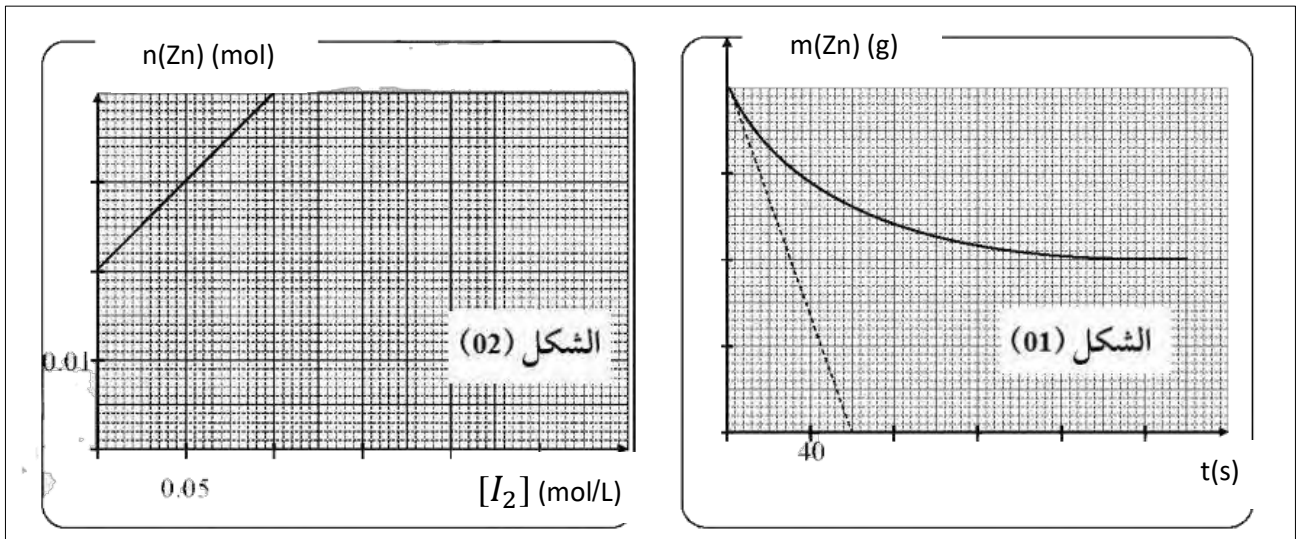 n(Zn) (mol)
0.01
0.05
[I₂] (mol/L)
الشكل (02)
m(Zn) (g)
40
t(s)
الشكل (01)